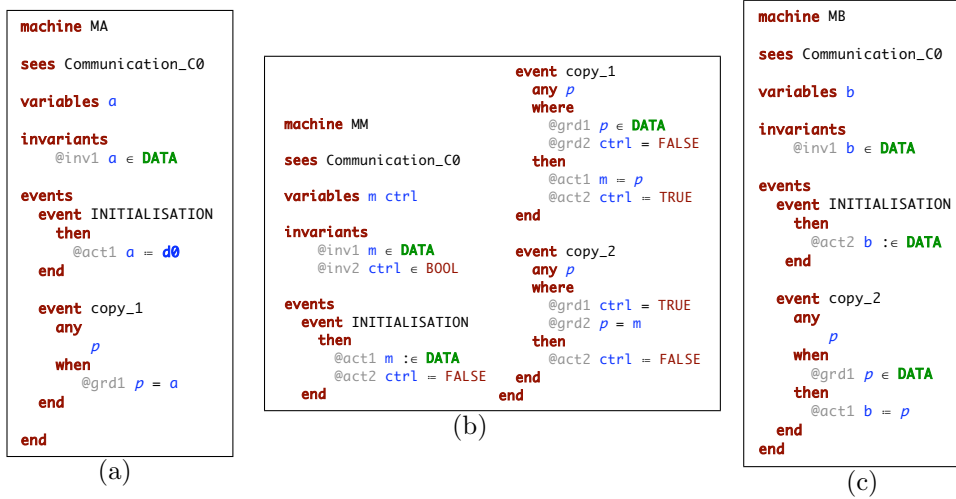 machine MA
sees Communication_C0
variables a
invariants
@inv1 a ∈ DATA
events
event INITIALISATION
then
@act1 a ≔ d0
end
event copy_1
any
p
when
@grd1 p = a
end
end
(a)
machine MM
sees Communication_C0
variables m ctrl
invariants
@inv1 m ∈ DATA
@inv2 ctrl ∈ BOOL
events
event INITIALISATION
then
@act1 m :∈ DATA
@act2 ctrl ≔ FALSE
end
event copy_1
any p
where
@grd1 p ∈ DATA
@grd2 ctrl = FALSE
then
@act1 m ≔ p
@act2 ctrl ≔ TRUE
end
event copy_2
any p
where
@grd1 ctrl = TRUE
@grd2 p = m
then
@act2 ctrl ≔ FALSE
end
end
(b)
machine MB
sees Communication_C0
variables b
invariants
@inv1 b ∈ DATA
events
event INITIALISATION
then
@act2 b :∈ DATA
end
event copy_2
any
p
when
@grd1 p ∈ DATA
then
@act1 b ≔ p
end
end
(c)